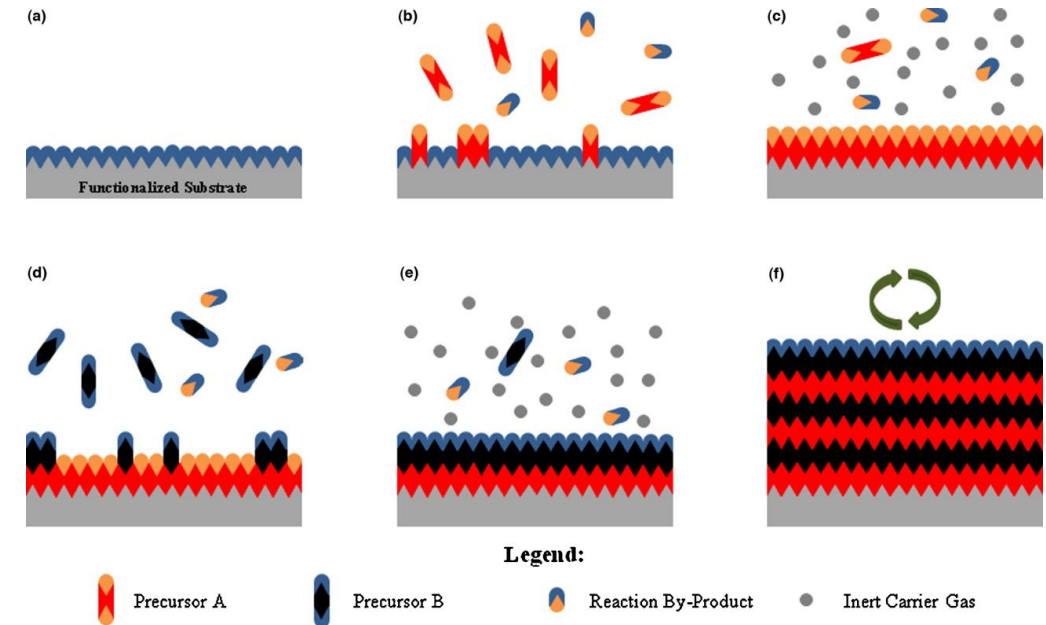 (a)
(b)
(c)
Functionalized Substrate
(d)
(e)
(f)
Legend:
Precursor A
Precursor B
Reaction By-Product
Inert Carrier Gas